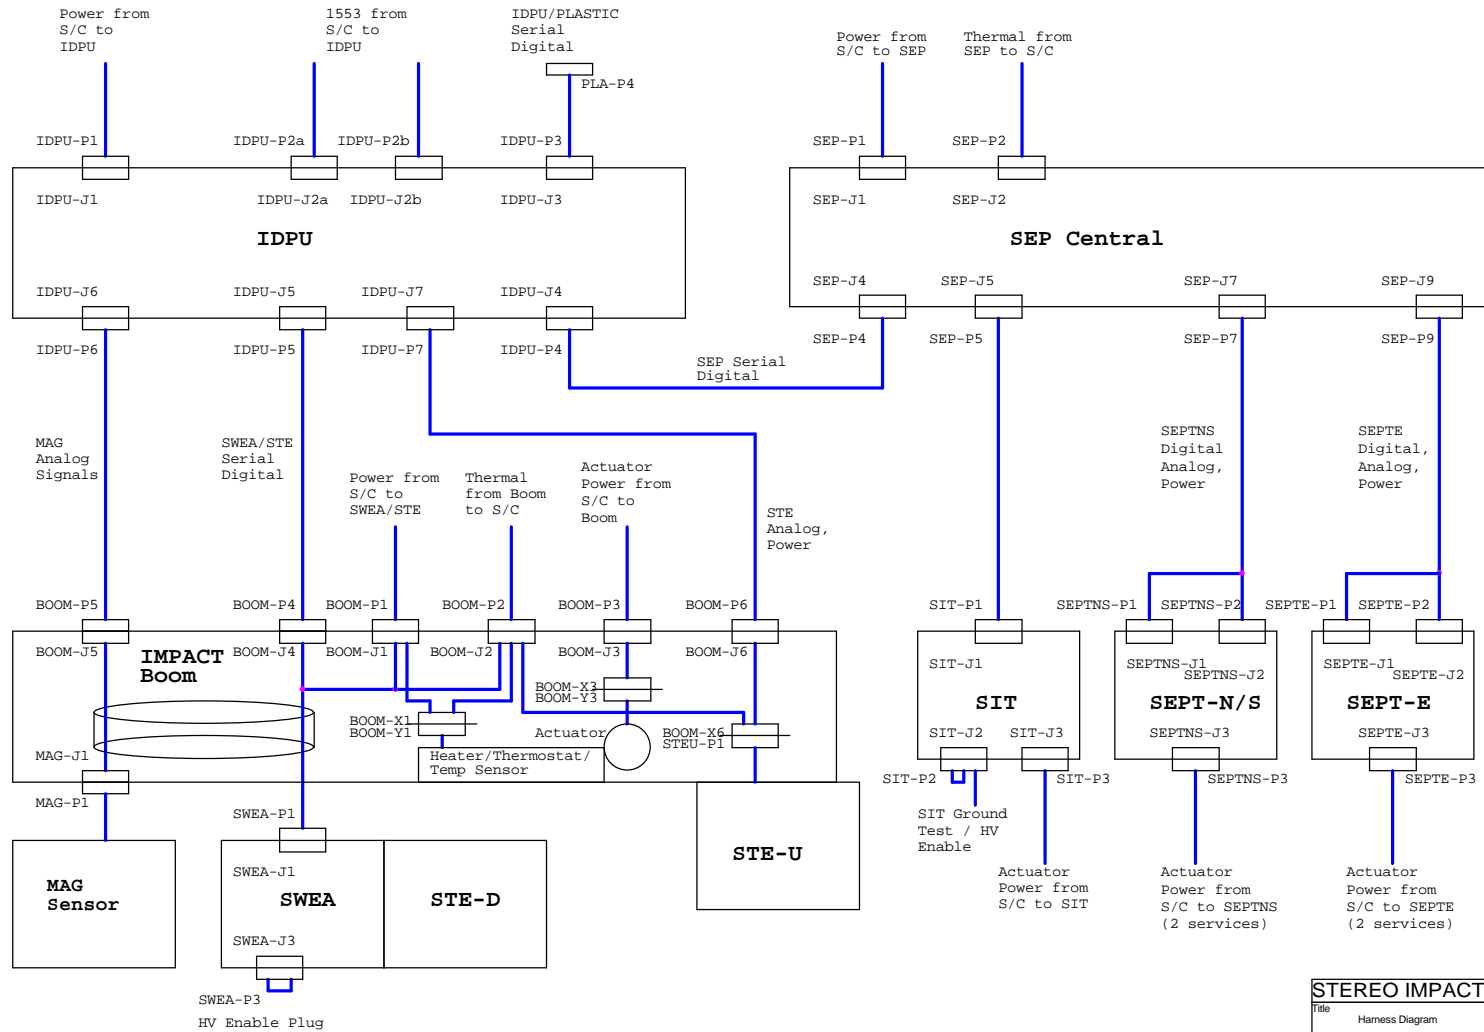 Power from
S/C to
IDPU
1553 from
S/C to
IDPU
IDPU/PLASTIC
Serial
Digital
PLA-P4
Power from
S/C to SEP
Thermal from
SEP to S/C
IDPU-P1
IDPU-P2a
IDPU-P2b
IDPU-P3
SEP-P1
SEP-P2
IDPU-J1
IDPU-J2a
IDPU-J2b
IDPU-J3
SEP-J1
SEP-J2
IDPU
SEP Central
IDPU-J6
IDPU-J5
IDPU-J7
IDPU-J4
SEP-J4
SEP-J5
SEP-J7
SEP-J9
IDPU-P6
IDPU-P5
IDPU-P7
IDPU-P4
SEP-P4
SEP-P5
SEP-P7
SEP-P9
SEP Serial
Digital
MAG
Analog
Signals
SWEA/STE
Serial
Digital
Power from
S/C to
SWEA/STE
Thermal
from Boom
to S/C
Actuator
Power from
S/C to
Boom
STE
Analog,
Power
SEPTNS
Digital
Analog,
Power
SEPTE
Digital,
Analog,
Power
BOOM-P5
BOOM-P4
BOOM-P1
BOOM-P2
BOOM-P3
BOOM-P6
SIT-P1
SEPTNS-P1
SEPTNS-P2
SEPTE-P1
SEPTE-P2
BOOM-J5
IMPACT
Boom
BOOM-J4
BOOM-J1
BOOM-J2
BOOM-J3
BOOM-J6
SIT-J1
SEPTNS-J1
SEPTNS-J2
SEPTE-J1
SEPTE-J2
BOOM-X3
BOOM-Y3
SIT
SEPT-N/S
SEPT-E
BOOM-X1
BOOM-Y1
Actuator
BOOM-X6
STEU-P1
SIT-J2
SIT-J3
SEPTNS-J3
SEPTE-J3
MAG-J1
Heater/Thermostat/
Temp Sensor
SIT-P2
SIT-P3
SEPTNS-P3
SEPTE-P3
MAG-P1
SWEA-P1
SIT Ground
Test / HV
Enable
STE-U
SWEA-J1
MAG
Sensor
SWEA
STE-D
Actuator
Power from
S/C to SIT
Actuator
Power from
S/C to SEPTNS
(2 services)
Actuator
Power from
S/C to SEPTE
(2 services)
SWEA-J3
SWEA-P3
HV Enable Plug
STEREO IMPACT
Title
Harness Diagram